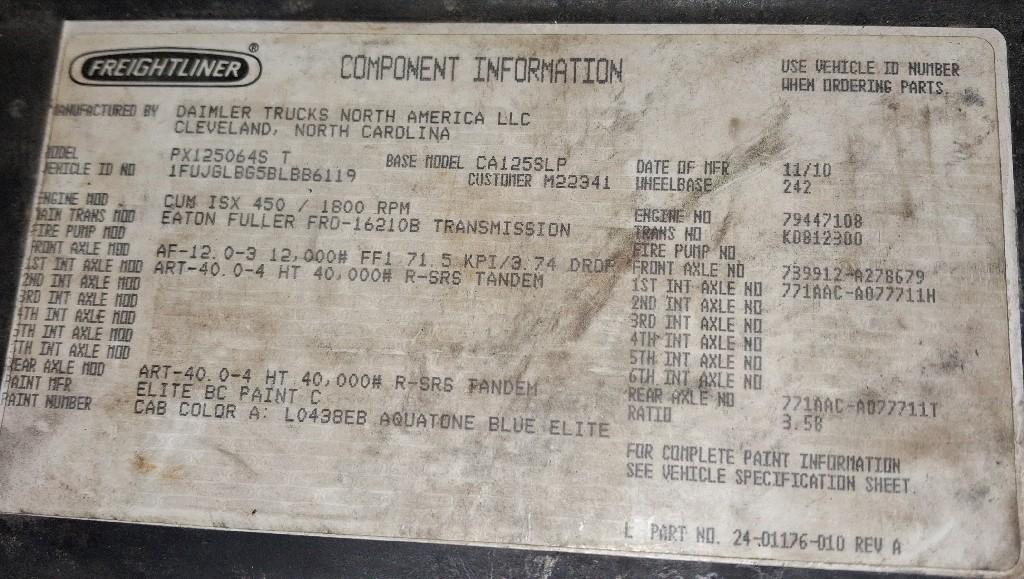 FREIGHTLINER ®
COMPONENT INFORMATION
USE VEHICLE ID NUMBER
WHEN ORDERING PARTS.
MANUFACTURED BY DAIMLER TRUCKS NORTH AMERICA LLC
CLEVELAND, NORTH CAROLINA
MODEL PX125064S T BASE MODEL CA125SLP DATE OF MFR 11/10
VEHICLE ID NO 1FUJGLBG5BLBB6119 CUSTOMER M22341 WHEELBASE 242
ENGINE MOD CUM ISX 450 / 1800 RPM ENGINE NO 79447108
MAIN TRANS MOD EATON FULLER FRO-16210B TRANSMISSION TRANS NO K0812300
FIRE PUMP MOD FIRE PUMP NO
FRONT AXLE MOD AF-12.0-3 12,000# FF1 71.5 KPI/3.74 DROP FRONT AXLE NO 739912-A278679
1ST INT AXLE MOD ART-40.0-4 HT 40,000# R-SRS TANDEM 1ST INT AXLE NO 771AAC-A077711H
2ND INT AXLE MOD 2ND INT AXLE NO
3RD INT AXLE MOD 3RD INT AXLE NO
4TH INT AXLE MOD 4TH INT AXLE NO
5TH INT AXLE MOD 5TH INT AXLE NO
6TH INT AXLE MOD 6TH INT AXLE NO
REAR AXLE MOD ART-40.0-4 HT 40,000# R-SRS TANDEM REAR AXLE NO 771AAC-A077711T
PAINT MFR ELITE BC PAINT C RATIO 3.58
PAINT NUMBER CAB COLOR A: L0438EB AQUATONE BLUE ELITE
FOR COMPLETE PAINT INFORMATION
SEE VEHICLE SPECIFICATION SHEET.
L PART NO. 24-01176-010 REV A